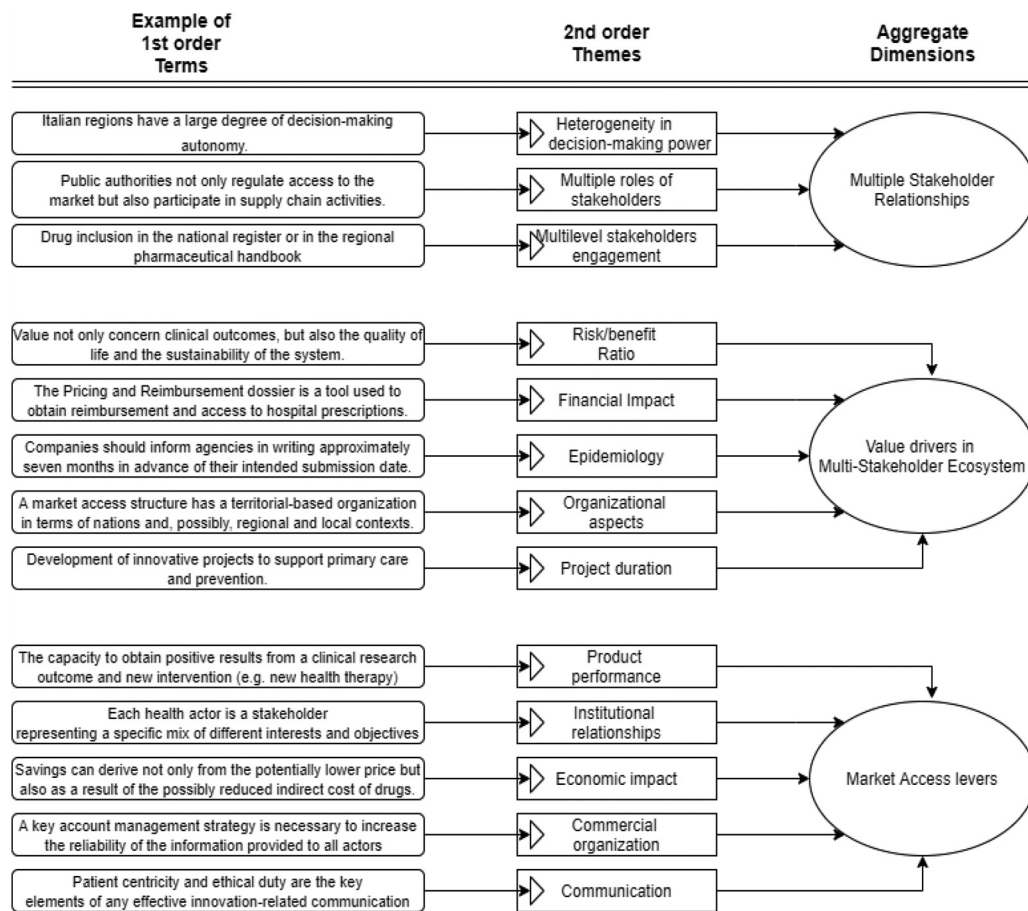 Example of
1st order
Terms
2nd order
Themes
Aggregate
Dimensions
Italian regions have a large degree of decision-making
autonomy.
Heterogeneity in
decision-making power
Public authorities not only regulate access to the
market but also participate in supply chain activities.
Multiple roles of
stakeholders
Drug inclusion in the national register or in the regional
pharmaceutical handbook
Multilevel stakeholders
engagement
Multiple Stakeholder
Relationships
Value not only concern clinical outcomes, but also the quality of
life and the sustainability of the system.
Risk/benefit
Ratio
The Pricing and Reimbursement dossier is a tool used to
obtain reimbursement and access to hospital prescriptions.
Financial Impact
Companies should inform agencies in writing approximately
seven months in advance of their intended submission date.
Epidemiology
A market access structure has a territorial-based organization
in terms of nations and, possibly, regional and local contexts.
Organizational
aspects
Development of innovative projects to support primary care
and prevention.
Project duration
Value drivers in
Multi-Stakeholder Ecosystem
The capacity to obtain positive results from a clinical research
outcome and new intervention (e.g. new health therapy)
Product
performance
Each health actor is a stakeholder
representing a specific mix of different interests and objectives
Institutional
relationships
Savings can derive not only from the potentially lower price but
also as a result of the possibly reduced indirect cost of drugs.
Economic impact
A key account management strategy is necessary to increase
the reliability of the information provided to all actors
Commercial
organization
Patient centricity and ethical duty are the key
elements of any effective innovation-related communication
Communication
Market Access levers